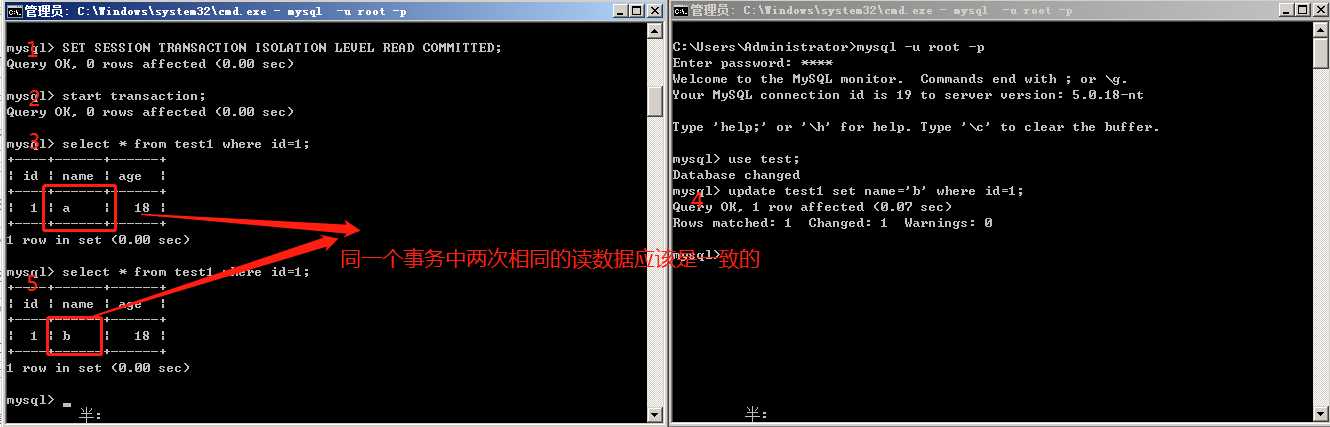 管理员: C:\Windows\system32\cmd.exe - mysql -u root -p
1
mysql> SET SESSION TRANSACTION ISOLATION LEVEL READ COMMITTED;
Query OK, 0 rows affected (0.00 sec)
2
mysql> start transaction;
Query OK, 0 rows affected (0.00 sec)
3
mysql> select * from test1 where id=1;
+----+------+------+
| id | name | age |
+----+------+------+
| 1 | a | 18 |
+----+------+------+
1 row in set (0.00 sec)
5
mysql> select * from test1 where id=1;
+----+------+------+
| id | name | age |
+----+------+------+
| 1 | b | 18 |
+----+------+------+
1 row in set (0.00 sec)
mysql> _
半:
同一个事务中两次相同的读数据应该是一致的
管理员: C:\Windows\system32\cmd.exe - mysql -u root -p
C:\Users\Administrator>mysql -u root -p
Enter password: ****
Welcome to the MySQL monitor.  Commands end with ; or \g.
Your MySQL connection id is 19 to server version: 5.0.18-nt
Type 'help;' or '\h' for help. Type '\c' to clear the buffer.
mysql> use test;
Database changed
mysql> update test1 set name='b' where id=1;
4
Query OK, 1 row affected (0.07 sec)
Rows matched: 1  Changed: 1  Warnings: 0
mysql>
半: